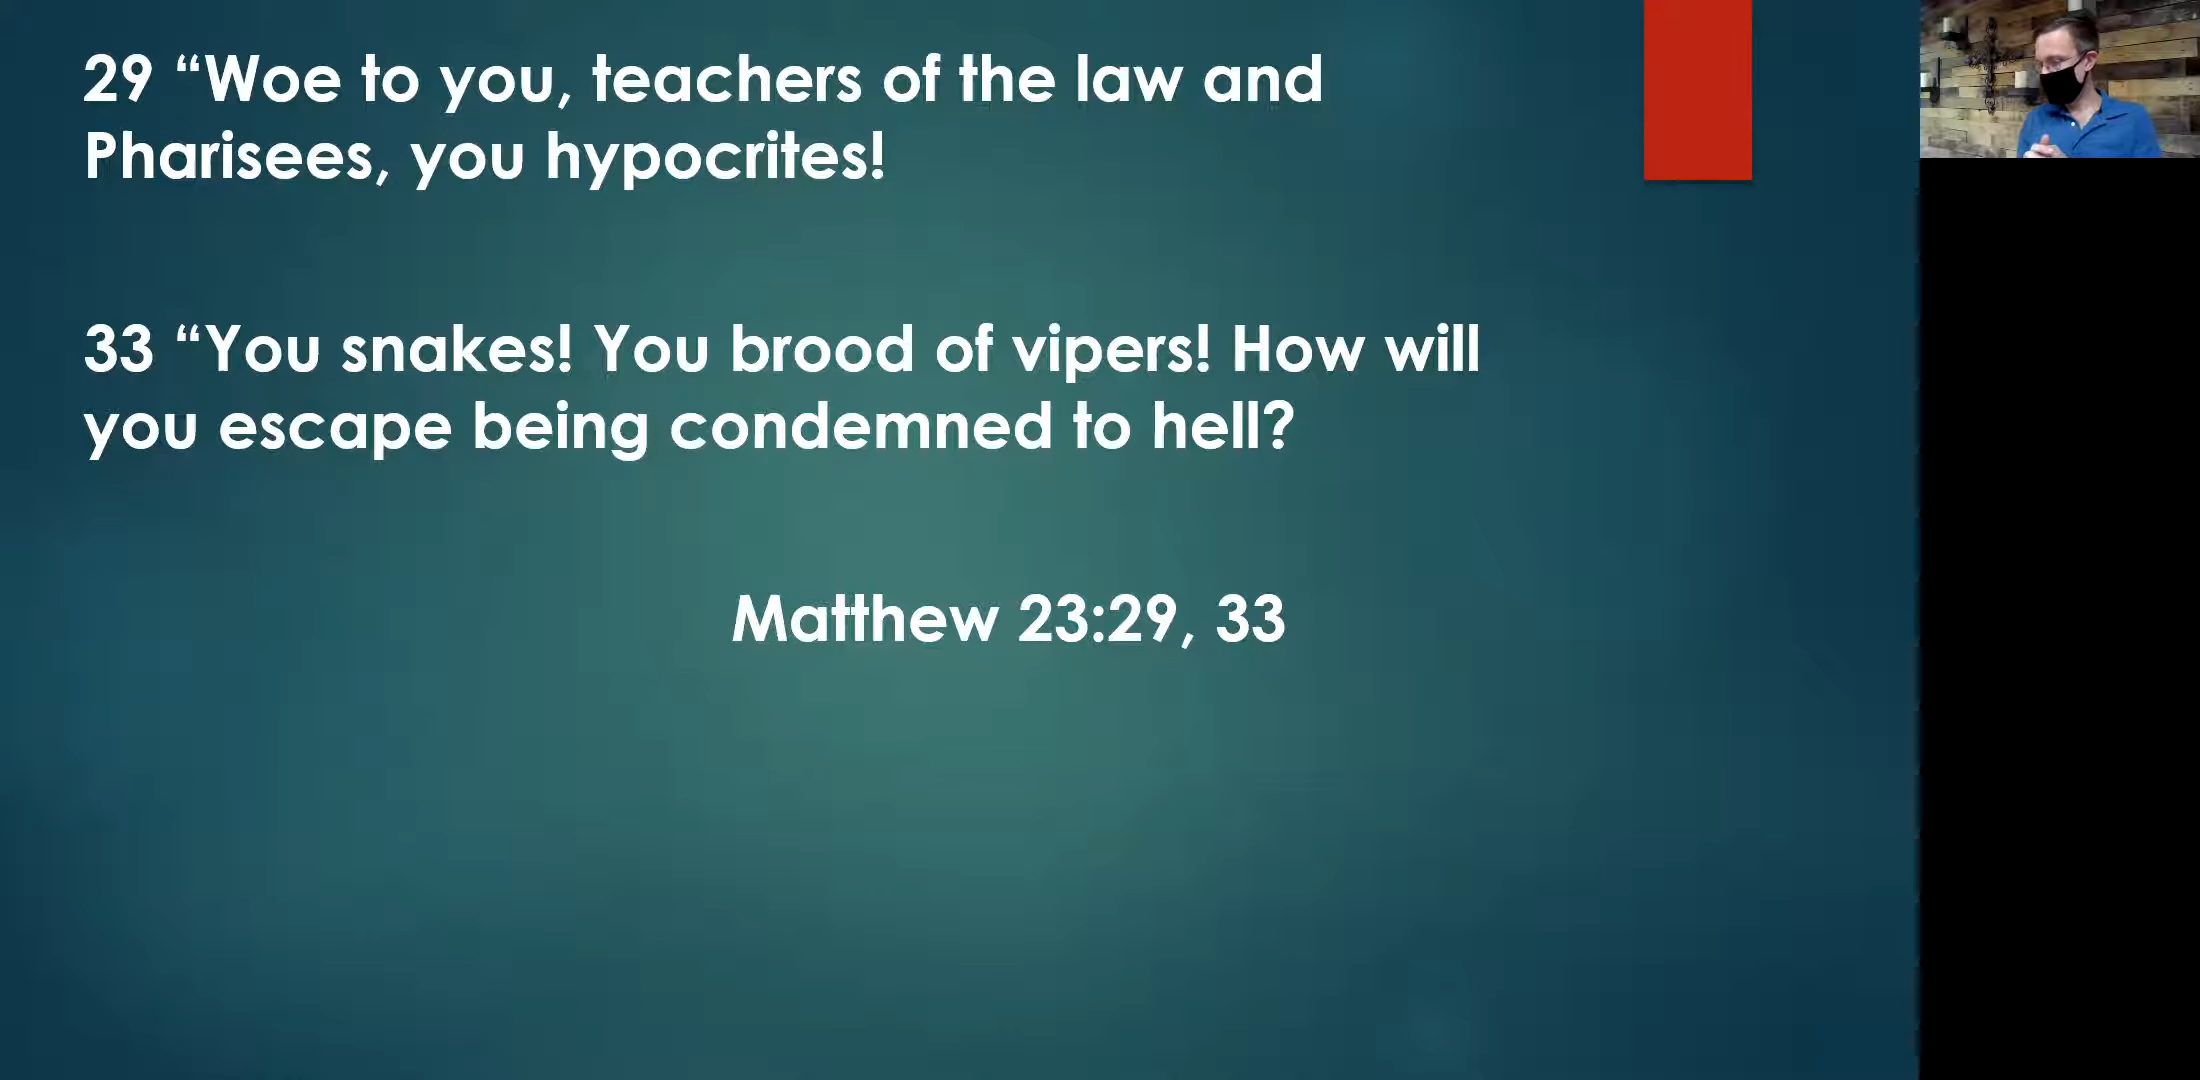 29 “Woe to you, teachers of the law and
Pharisees, you hypocrites!
33 “You snakes! You brood of vipers! How will
you escape being condemned to hell?
Matthew 23:29, 33